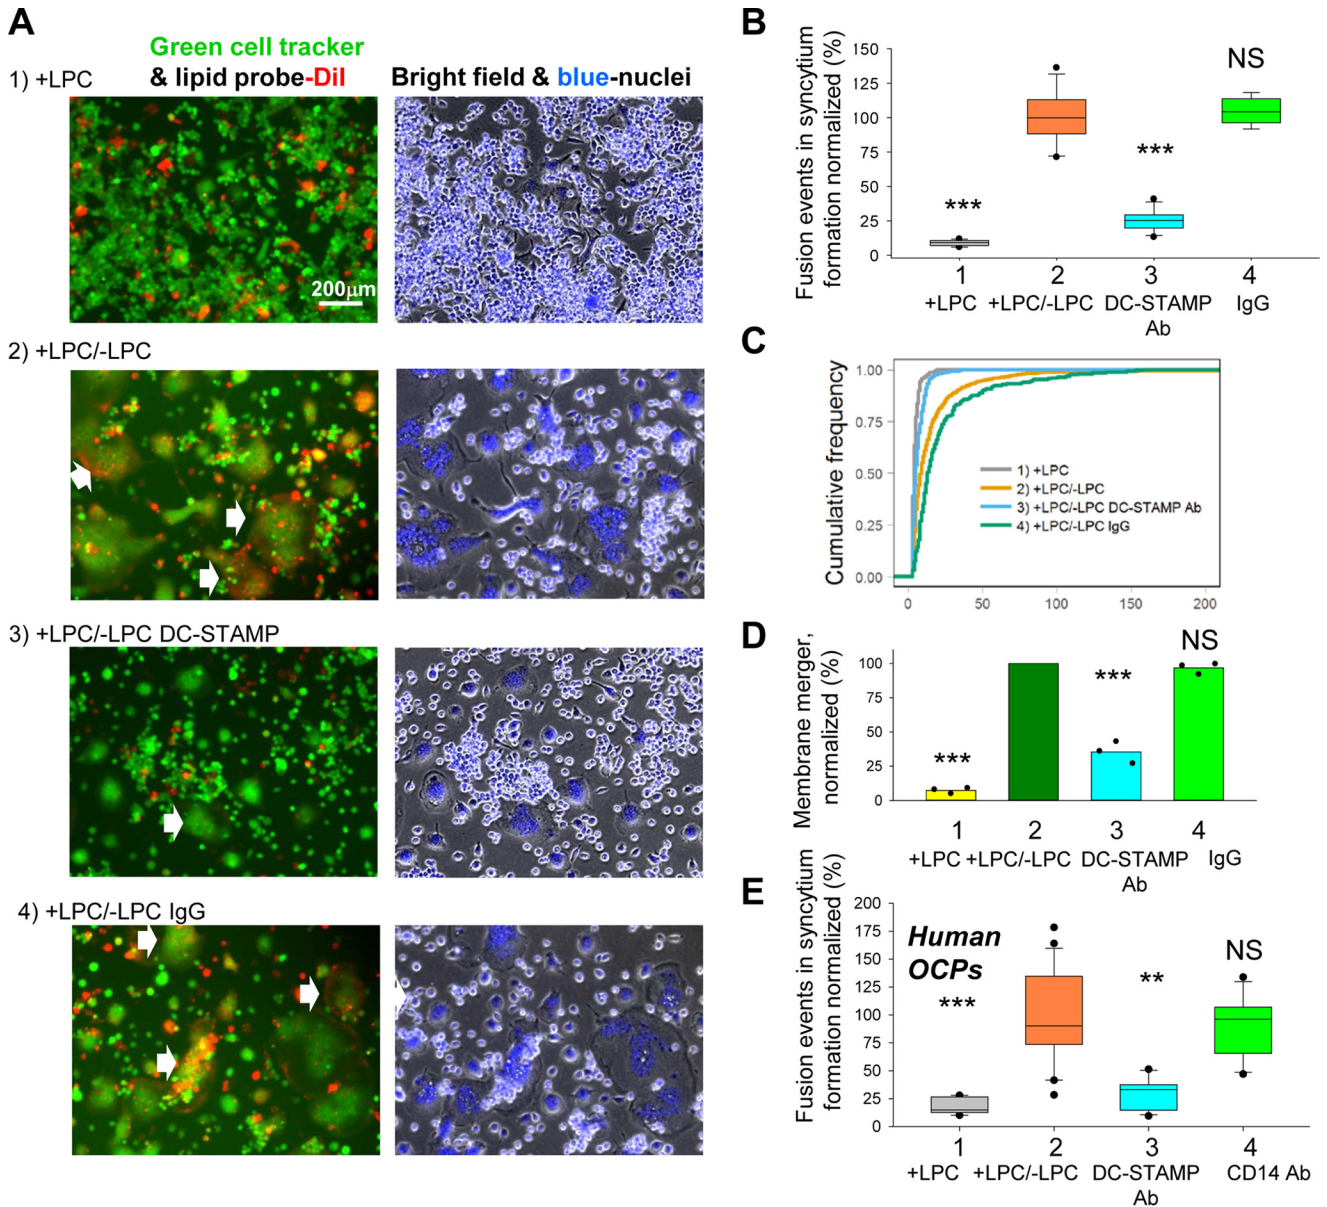 A
Green cell tracker
& lipid probe-DiI
Bright field & blue-nuclei
1) +LPC
200µm
2) +LPC/-LPC
3) +LPC/-LPC DC-STAMP
4) +LPC/-LPC IgG
B
Fusion events in syncytium
formation normalized (%)
150
125
100
75
50
25
0
***
***
NS
1
2
3
4
+LPC
+LPC/-LPC
DC-STAMP
Ab
IgG
C
Cumulative frequency
1.00
0.75
0.50
0.25
0.00
1) +LPC
2) +LPC/-LPC
3) +LPC/-LPC DC-STAMP Ab
4) +LPC/-LPC IgG
0
50
100
150
200
D
Membrane merger,
normalized (%)
100
75
50
25
0
***
***
NS
1
2
3
4
+LPC
+LPC/-LPC
DC-STAMP
Ab
IgG
E
Fusion events in syncytium
formation normalized (%)
200
175
150
125
100
75
50
25
0
Human
OCPs
***
**
NS
1
2
3
4
+LPC
+LPC/-LPC
DC-STAMP
Ab
CD14 Ab